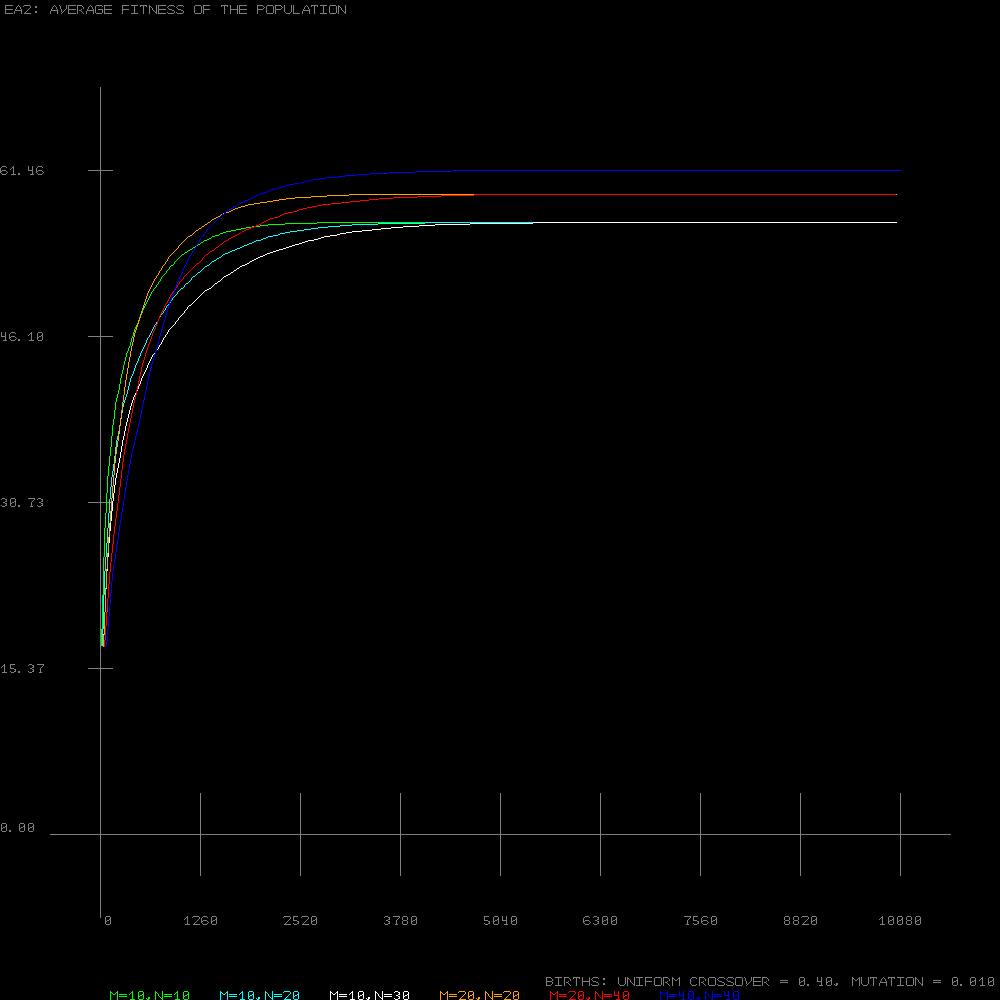 EA2: AVERAGE FITNESS OF THE POPULATION
61.46
46.10
30.73
15.37
0.00
0 1260 2520 3780 5040 6300 7560 8820 10080
BIRTHS: UNIFORM CROSSOVER = 0.40, MUTATION = 0.010
M=10,N=10 M=10,N=20 M=10,N=30 M=20,N=20 M=20,N=40 M=40,N=40